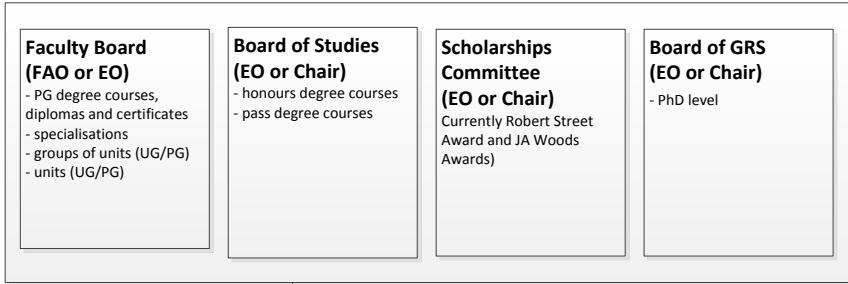 Faculty Board
(FAO or EO)
- PG degree courses,
diplomas and certificates
- specialisations
- groups of units (UG/PG)
- units (UG/PG)
Board of Studies
(EO or Chair)
- honours degree courses
- pass degree courses
Scholarships
Committee
(EO or Chair)
Currently Robert Street
Award and JA Woods
Awards)
Board of GRS
(EO or Chair)
- PhD level